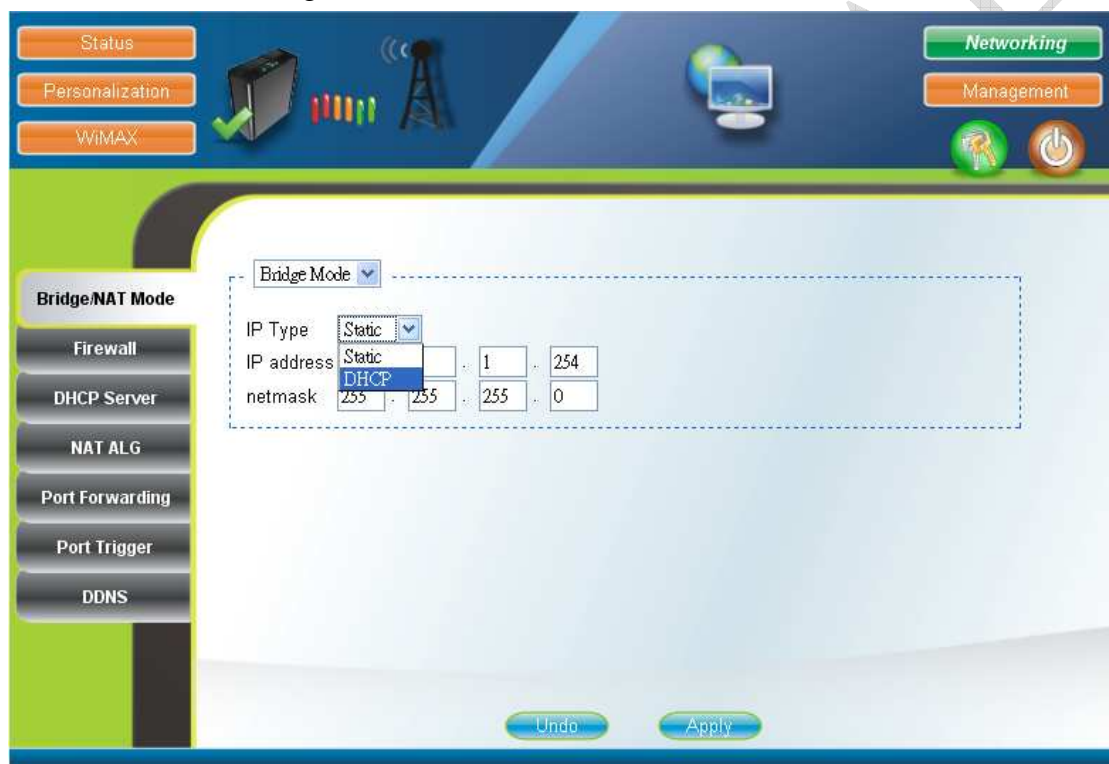 Status
Networking
Personalization
Management
WiMAX
Bridge Mode
Bridge/NAT Mode
IP Type Static
Firewall
Static
IP address . 1 . 254
DHCP
DHCP Server
netmask 255 . 255 . 255 . 0
NAT ALG
Port Forwarding
Port Trigger
DDNS
Undo Apply